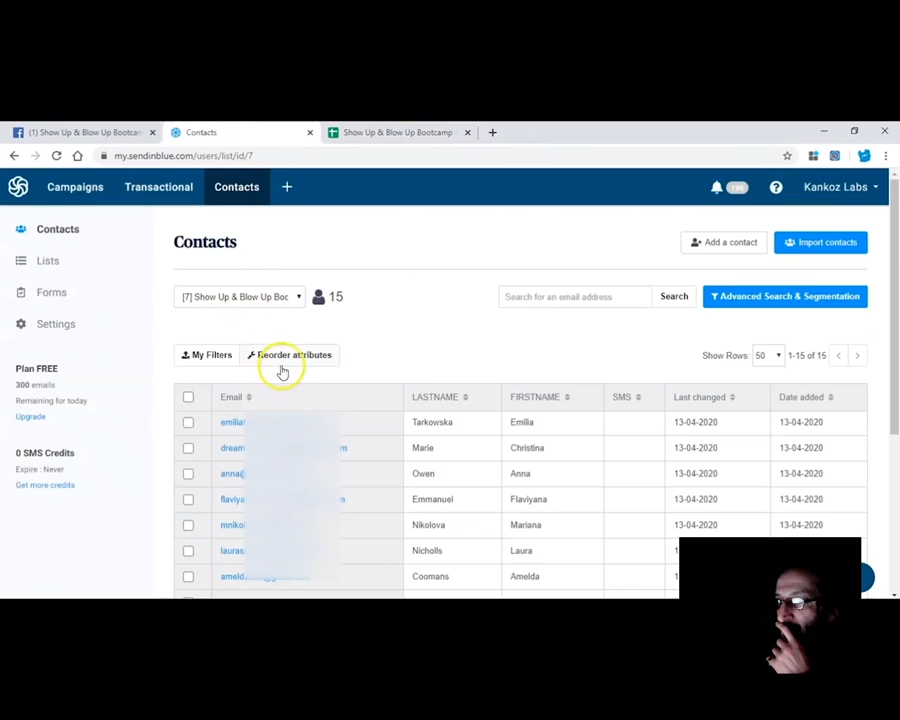 (1) Show Up & Blow Up Bootcam
Contacts
Show Up & Blow Up Bootcamp -
my.sendinblue.com/users/list/id/7
Campaigns Transactional Contacts + Kankoz Labs
Contacts
Lists
Forms
Settings
Plan FREE
300 emails
Remaining for today
Upgrade
0 SMS Credits
Expire : Never
Get more credits
Contacts
Add a contact Import contacts
[7] Show Up & Blow Up Boc 15 Search for an email address Search Advanced Search & Segmentation
My Filters Reorder attributes Show Rows: 50 1-15 of 15
Email LASTNAME FIRSTNAME SMS Last changed Date added
Tarkowska Emilia 13-04-2020 13-04-2020
dream om Marie Christina 13-04-2020 13-04-2020
anna@ Owen Anna 13-04-2020 13-04-2020
flaviya m Emmanuel Flaviyana 13-04-2020 13-04-2020
mniko Nikolova Mariana 13-04-2020 13-04-2020
lauras Nicholls Laura
Coomans Amelda